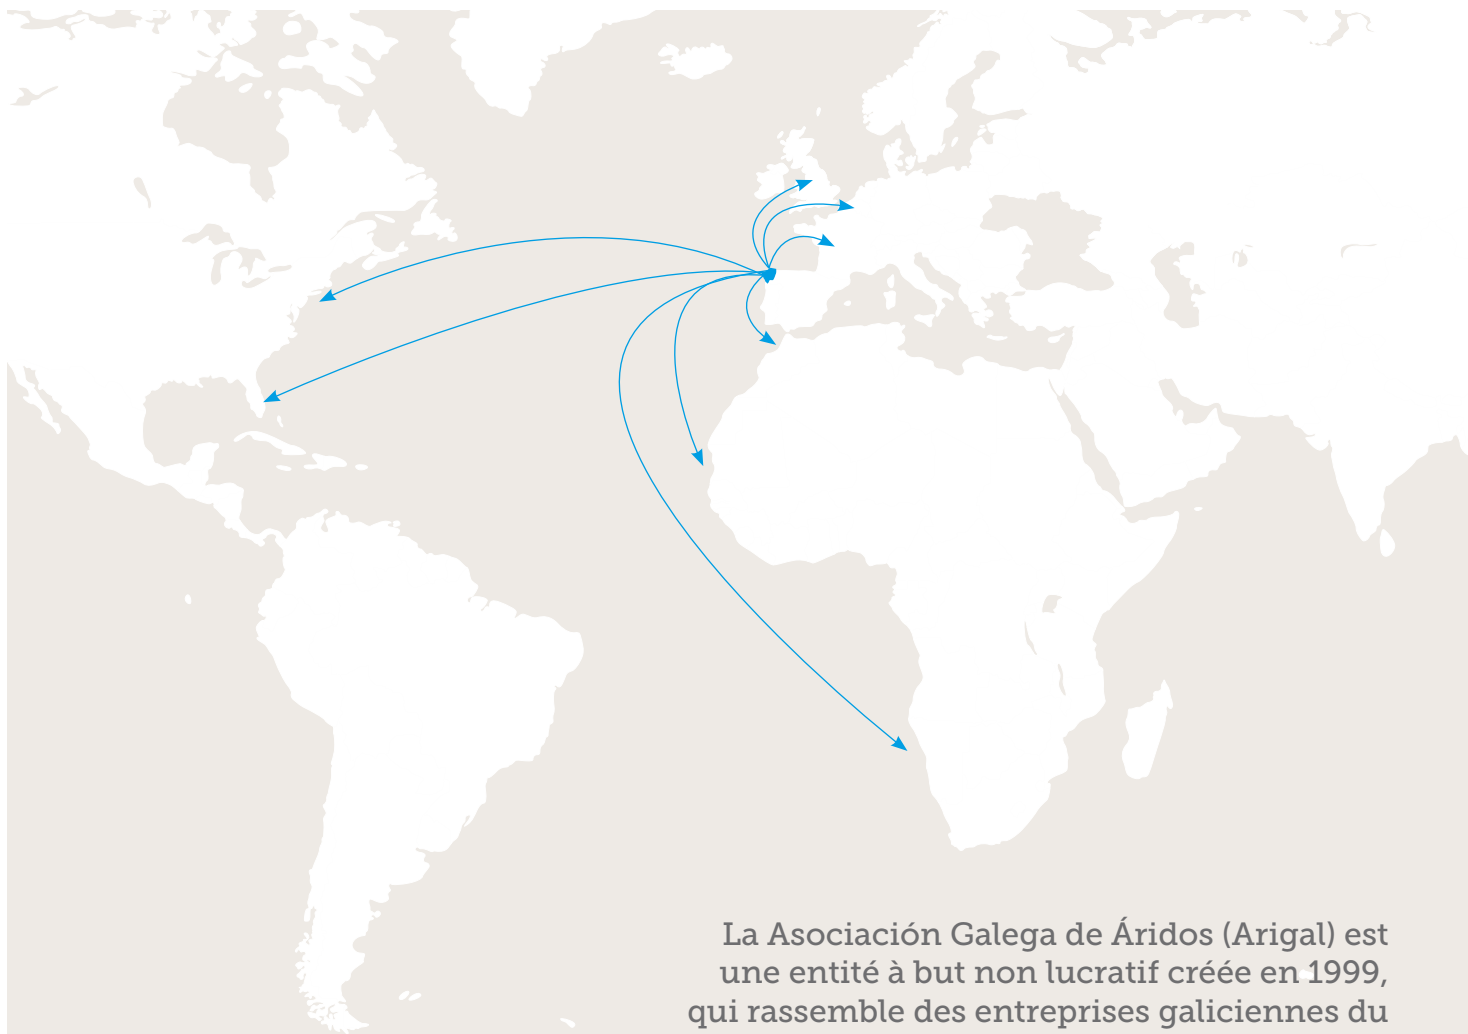 La Asociación Galega de Áridos (Arigal) est
une entité à but non lucratif créée en 1999,
qui rassemble des entreprises galiciennes du